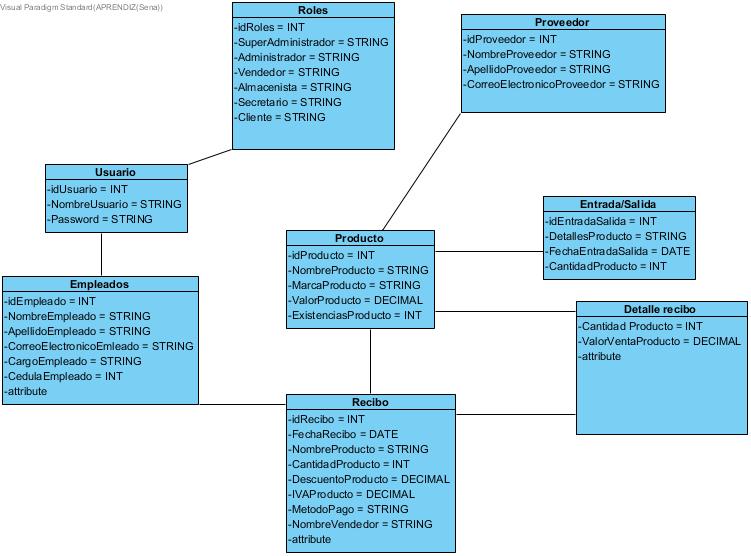 Visual Paradigm Standard(APRENDIZ(Sena))
Roles
-idRoles = INT
-SuperAdministrador = STRING
-Administrador = STRING
-Vendedor = STRING
-Almacenista = STRING
-Secretario = STRING
-Cliente = STRING
Proveedor
-idProveedor = INT
-NombreProveedor = STRING
-ApellidoProveedor = STRING
-CorreoElectronicoProveedor = STRING
Usuario
-idUsuario = INT
-NombreUsuario = STRING
-Password = STRING
Entrada/Salida
-idEntradaSalida = INT
-DetallesProducto = STRING
-FechaEntradaSalida = DATE
-CantidadProducto = INT
Producto
-idProducto = INT
-NombreProducto = STRING
-MarcaProducto = STRING
-ValorProducto = DECIMAL
-ExistenciasProducto = INT
Empleados
-idEmpleado = INT
-NombreEmpleado = STRING
-ApellidoEmpleado = STRING
-CorreoElectronicoEmleado = STRING
-CargoEmpleado = STRING
-CedulaEmpleado = INT
-attribute
Detalle recibo
-Cantidad Producto = INT
-ValorVentaProducto = DECIMAL
-attribute
Recibo
-idRecibo = INT
-FechaRecibo = DATE
-NombreProducto = STRING
-CantidadProducto = INT
-DescuentoProducto = DECIMAL
-IVAProducto = DECIMAL
-MetodoPago = STRING
-NombreVendedor = STRING
-attribute